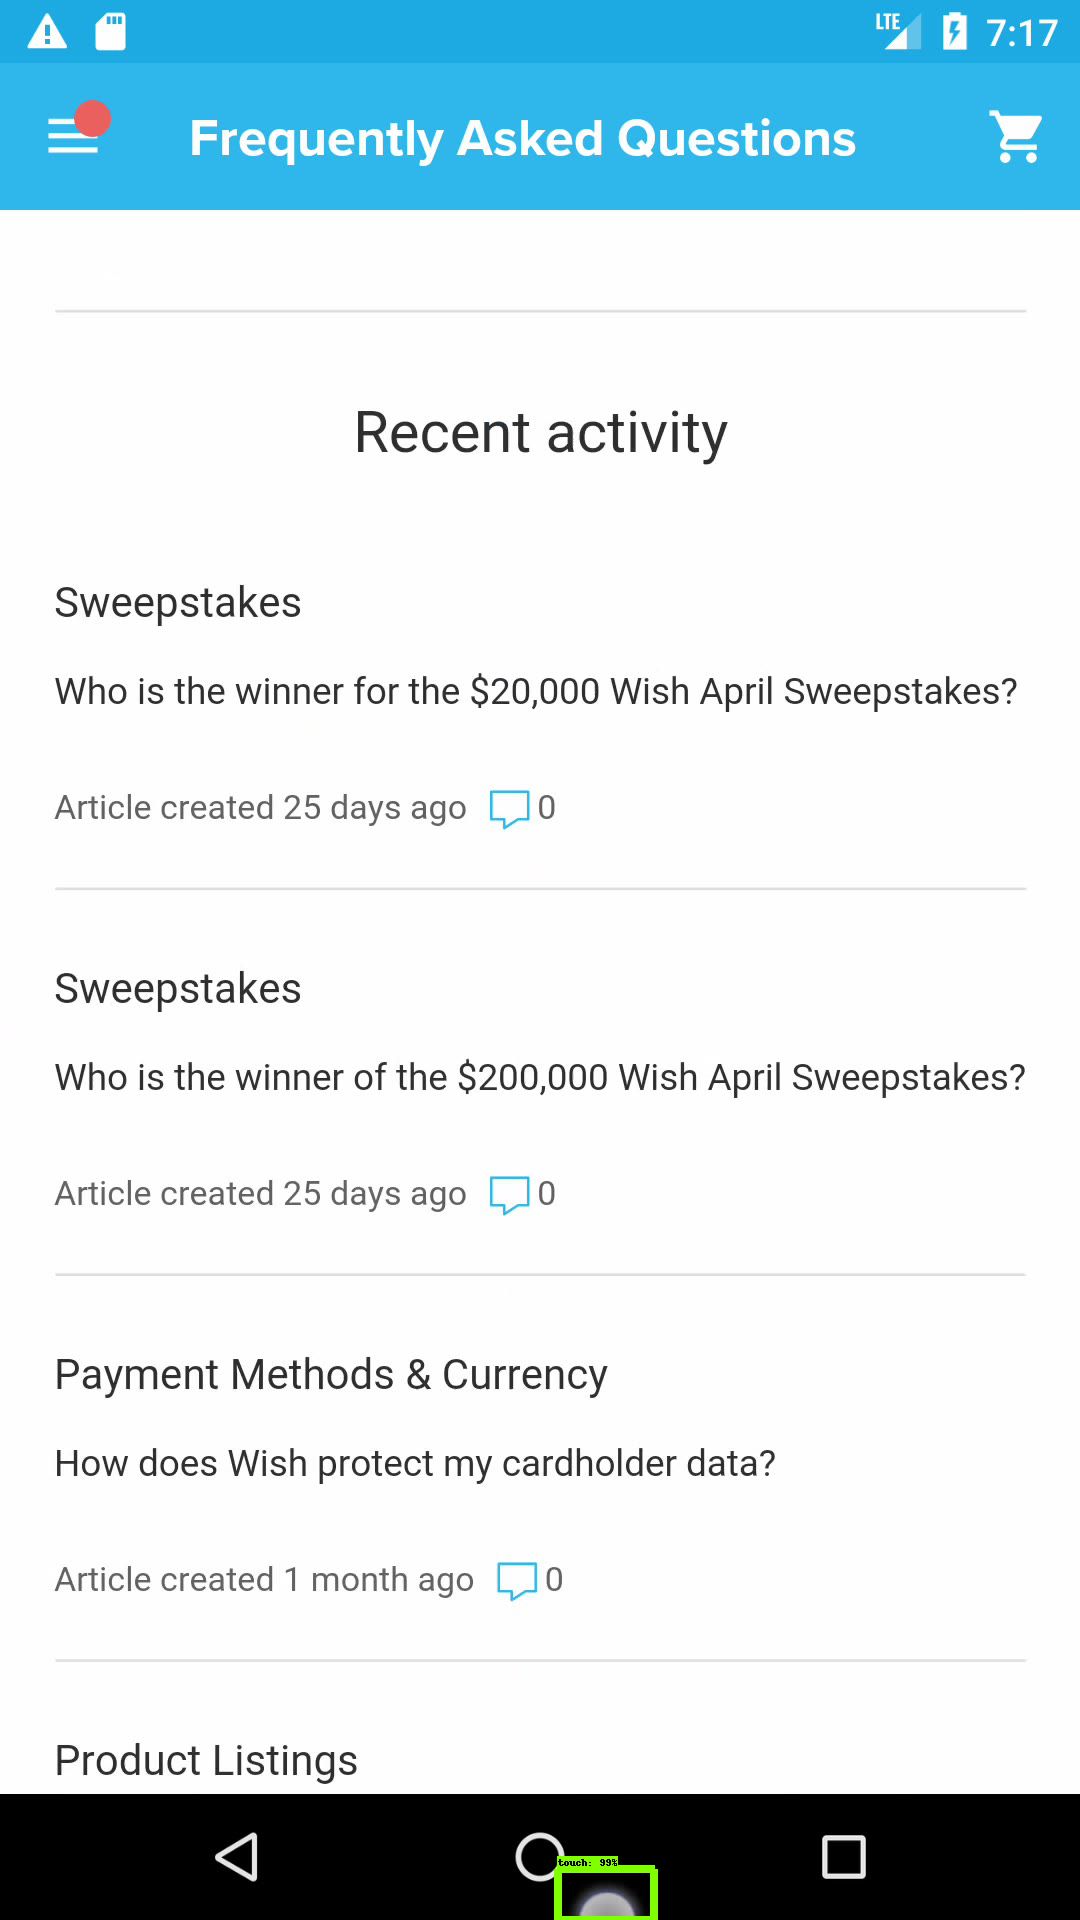 LTE 7:17
Frequently Asked Questions
Recent activity
Sweepstakes
Who is the winner for the $20,000 Wish April Sweepstakes?
Article created 25 days ago 0
Sweepstakes
Who is the winner of the $200,000 Wish April Sweepstakes?
Article created 25 days ago 0
Payment Methods & Currency
How does Wish protect my cardholder data?
Article created 1 month ago 0
Product Listings
touch: 99%